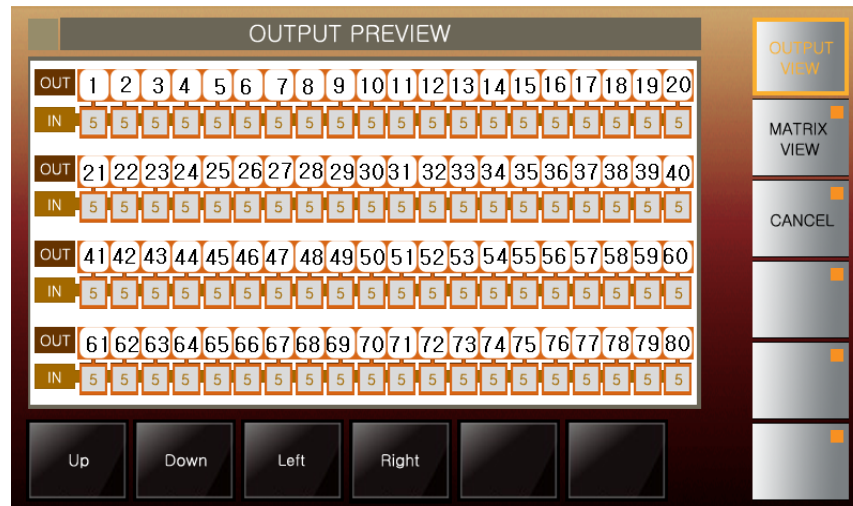 OUTPUT PREVIEW
OUT 1 2 3 4 5 6 7 8 9 10 11 12 13 14 15 16 17 18 19 20
IN 5 5 5 5 5 5 5 5 5 5 5 5 5 5 5 5 5 5 5 5
OUT 21 22 23 24 25 26 27 28 29 30 31 32 33 34 35 36 37 38 39 40
IN 5 5 5 5 5 5 5 5 5 5 5 5 5 5 5 5 5 5 5 5
OUT 41 42 43 44 45 46 47 48 49 50 51 52 53 54 55 56 57 58 59 60
IN 5 5 5 5 5 5 5 5 5 5 5 5 5 5 5 5 5 5 5 5
OUT 61 62 63 64 65 66 67 68 69 70 71 72 73 74 75 76 77 78 79 80
IN 5 5 5 5 5 5 5 5 5 5 5 5 5 5 5 5 5 5 5 5
Up Down Left Right
OUTPUT
VIEW
MATRIX
VIEW
CANCEL